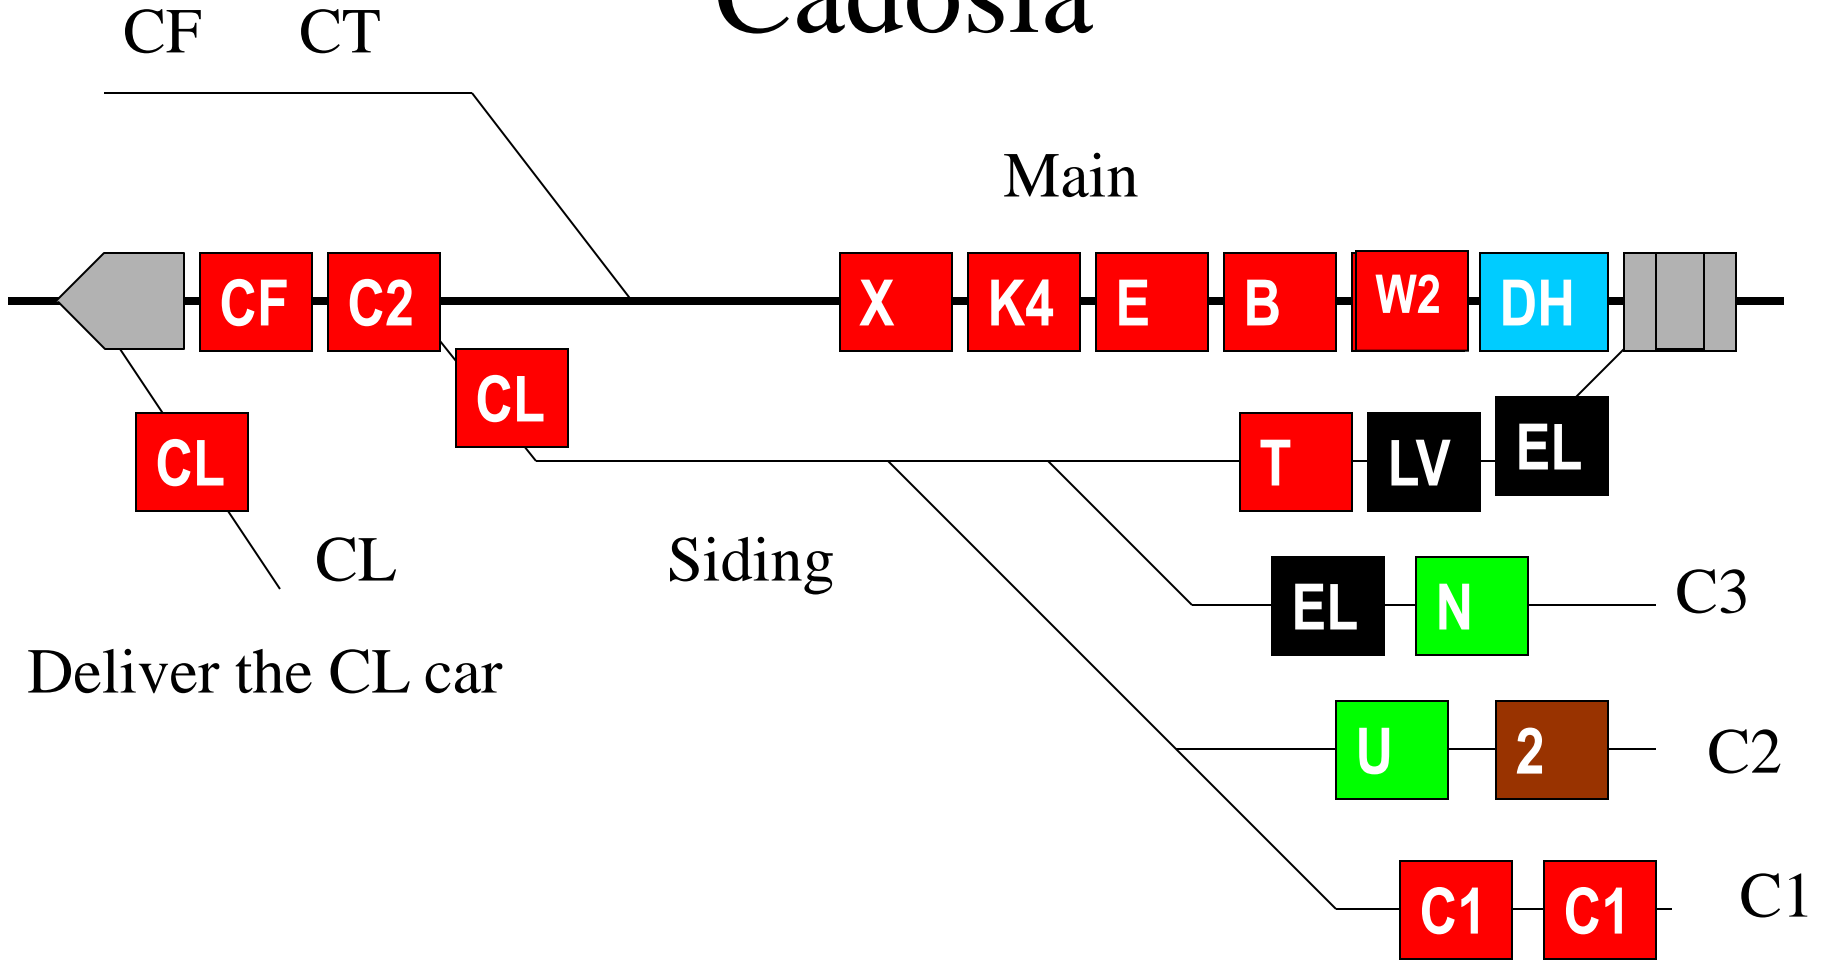 Cadosia
CF CT
Main
CF C2 X K4 E B W2 DH
CL
CL T LV EL
CL
Siding
EL N C3
Deliver the CL car
U 2 C2
C1 C1 C1